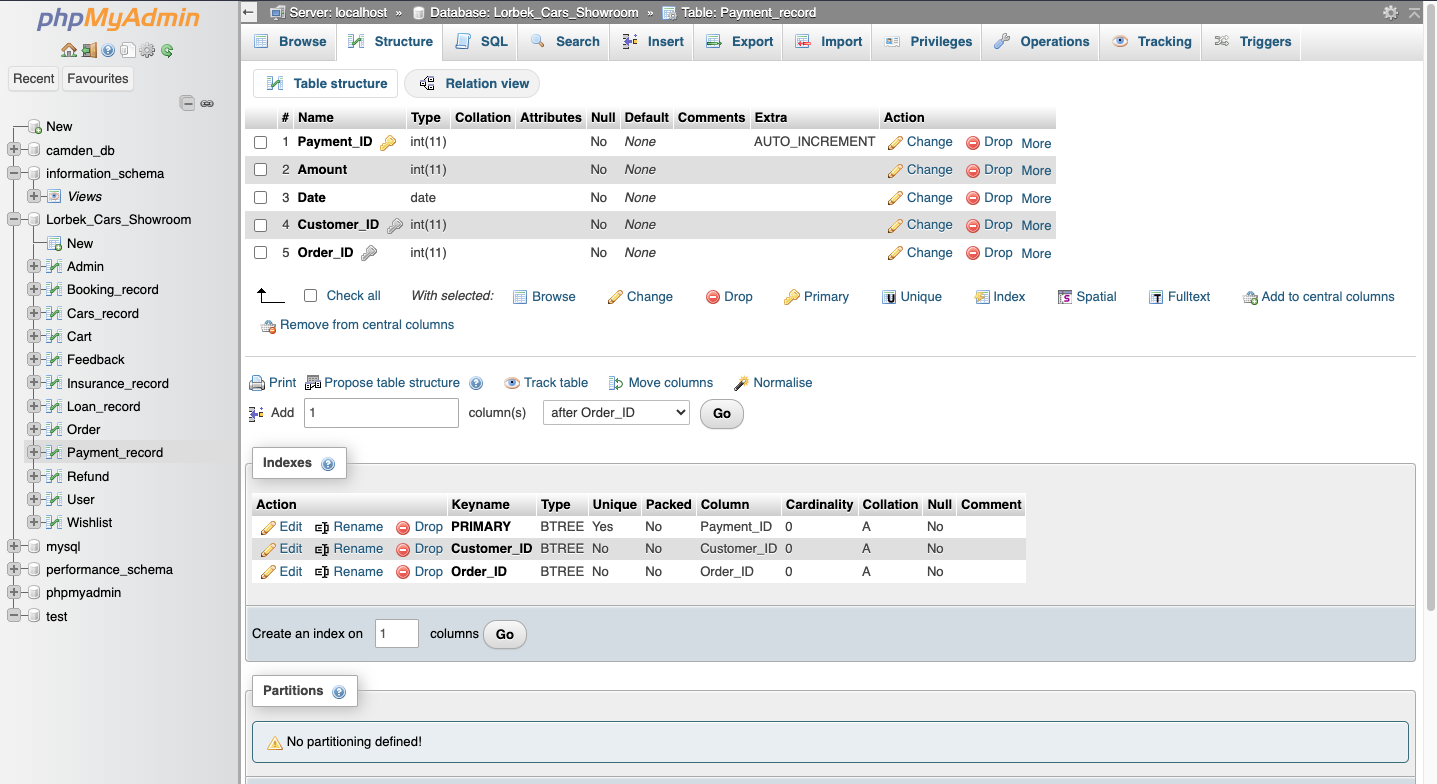 phpMyAdmin
Recent Favourites
New
camden_db
information_schema
Views
Lorbek_Cars_Showroom
New
Admin
Booking_record
Cars_record
Cart
Feedback
Insurance_record
Loan_record
Order
Payment_record
Refund
User
Wishlist
mysql
performance_schema
phpmyadmin
test
Server: localhost » Database: Lorbek_Cars_Showroom » Table: Payment_record
Browse Structure SQL Search Insert Export Import Privileges Operations Tracking Triggers
Table structure Relation view
# Name Type Collation Attributes Null Default Comments Extra Action
1 Payment_ID int(11) No None AUTO_INCREMENT Change Drop More
2 Amount int(11) No None Change Drop More
3 Date date No None Change Drop More
4 Customer_ID int(11) No None Change Drop More
5 Order_ID int(11) No None Change Drop More
Check all With selected: Browse Change Drop Primary Unique Index Spatial Fulltext Add to central columns
Remove from central columns
Print Propose table structure Track table Move columns Normalise
Add 1 column(s) after Order_ID Go
Indexes
Action Keyname Type Unique Packed Column Cardinality Collation Null Comment
Edit Rename Drop PRIMARY BTREE Yes No Payment_ID 0 A No
Edit Rename Drop Customer_ID BTREE No No Customer_ID 0 A No
Edit Rename Drop Order_ID BTREE No No Order_ID 0 A No
Create an index on 1 columns Go
Partitions
No partitioning defined!